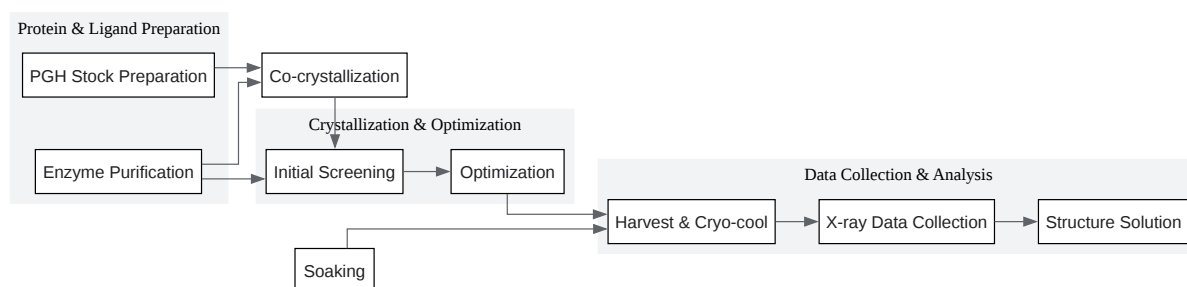 Protein & Ligand Preparation
PGH Stock Preparation
Co-crystallization
Crystallization & Optimization
Enzyme Purification
Initial Screening
Optimization
Data Collection & Analysis
Harvest & Cryo-cool
X-ray Data Collection
Structure Solution
Soaking